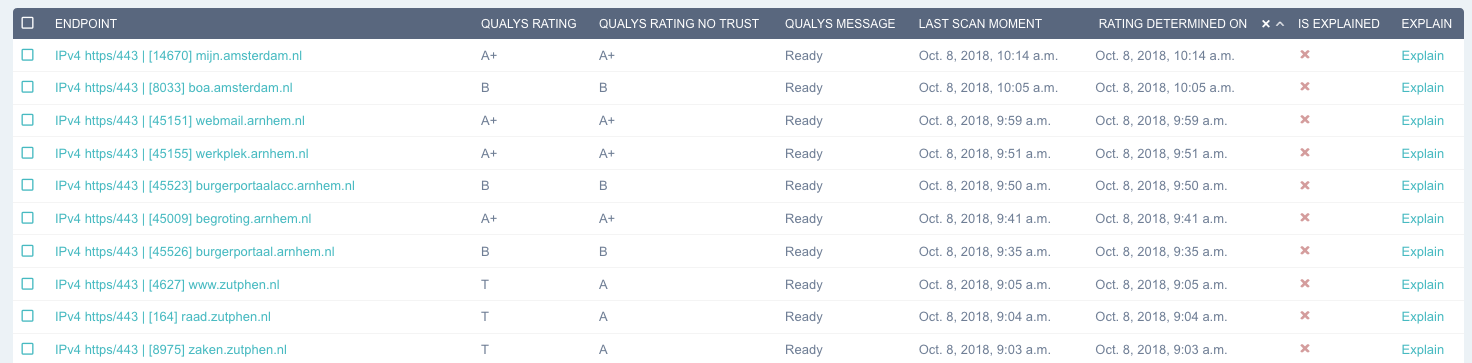 ENDPOINT QUALYS RATING QUALYS RATING NO TRUST QUALYS MESSAGE LAST SCAN MOMENT RATING DETERMINED ON IS EXPLAINED EXPLAIN
IPv4 https/443 | [14670] mijn.amsterdam.nl A+ A+ Ready Oct. 8, 2018, 10:14 a.m. Oct. 8, 2018, 10:14 a.m. Explain
IPv4 https/443 | [8033] boa.amsterdam.nl B B Ready Oct. 8, 2018, 10:05 a.m. Oct. 8, 2018, 10:05 a.m. Explain
IPv4 https/443 | [45151] webmail.arnhem.nl A+ A+ Ready Oct. 8, 2018, 9:59 a.m. Oct. 8, 2018, 9:59 a.m. Explain
IPv4 https/443 | [45155] werkplek.arnhem.nl A+ A+ Ready Oct. 8, 2018, 9:51 a.m. Oct. 8, 2018, 9:51 a.m. Explain
IPv4 https/443 | [45523] burgerportaalacc.arnhem.nl B B Ready Oct. 8, 2018, 9:50 a.m. Oct. 8, 2018, 9:50 a.m. Explain
IPv4 https/443 | [45009] begroting.arnhem.nl A+ A+ Ready Oct. 8, 2018, 9:41 a.m. Oct. 8, 2018, 9:41 a.m. Explain
IPv4 https/443 | [45526] burgerportaal.arnhem.nl B B Ready Oct. 8, 2018, 9:35 a.m. Oct. 8, 2018, 9:35 a.m. Explain
IPv4 https/443 | [4627] www.zutphen.nl T A Ready Oct. 8, 2018, 9:05 a.m. Oct. 8, 2018, 9:05 a.m. Explain
IPv4 https/443 | [164] raad.zutphen.nl T A Ready Oct. 8, 2018, 9:04 a.m. Oct. 8, 2018, 9:04 a.m. Explain
IPv4 https/443 | [8975] zaken.zutphen.nl T A Ready Oct. 8, 2018, 9:03 a.m. Oct. 8, 2018, 9:03 a.m. Explain